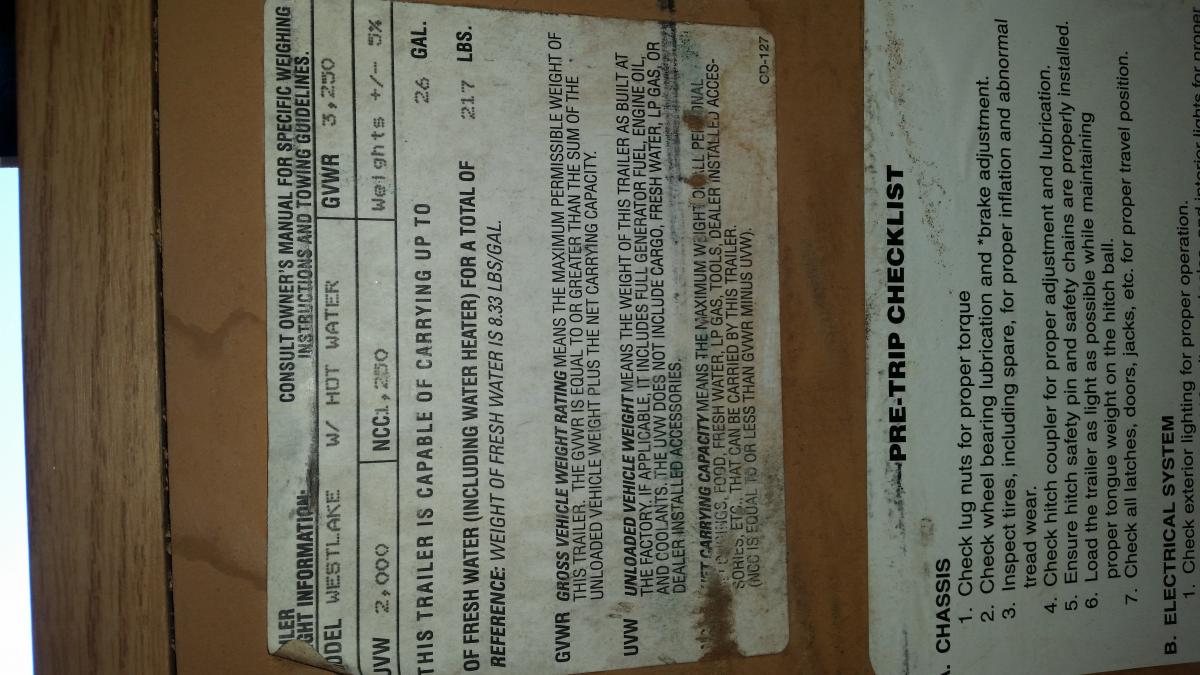 CONSULT OWNER'S MANUAL FOR SPECIFIC WEIGHING
INFORMATION: INSTRUCTIONS AND TOWING GUIDELINES.
WESTLAKE W/ HOT WATER GVWR 3,250
UVW 2,000 NCC 1,250 Weights +/- 5%
THIS TRAILER IS CAPABLE OF CARRYING UP TO 26 GAL.
OF FRESH WATER (INCLUDING WATER HEATER) FOR A TOTAL OF 217 LBS.
REFERENCE: WEIGHT OF FRESH WATER IS 8.33 LBS/GAL.
GVWR GROSS VEHICLE WEIGHT RATING MEANS THE MAXIMUM PERMISSIBLE WEIGHT OF
THIS TRAILER. THE GVWR IS EQUAL TO OR GREATER THAN THE SUM OF THE
UNLOADED VEHICLE WEIGHT PLUS THE NET CARRYING CAPACITY.
UVW UNLOADED VEHICLE WEIGHT MEANS THE WEIGHT OF THIS TRAILER AS BUILT AT
THE FACTORY. IF APPLICABLE, IT INCLUDES FULL GENERATOR FUEL, ENGINE OIL,
AND COOLANTS. THE UVW DOES NOT INCLUDE CARGO, FRESH WATER, LP GAS, OR
DEALER INSTALLED ACCESSORIES.
CARRYING CAPACITY MEANS THE MAXIMUM WEIGHT OF ALL PERSONAL
FOOD, FRESH WATER, LP GAS, TOOLS, DEALER INSTALLED ACCES-
SORIES, ETC., THAT CAN BE CARRIED BY THIS TRAILER.
(NCC IS EQUAL TO OR LESS THAN GVWR MINUS UVW).
CD-127
PRE-TRIP CHECKLIST
A. CHASSIS
1. Check lug nuts for proper torque
2. Check wheel bearing lubrication and *brake adjustment.
3. Inspect tires, including spare, for proper inflation and abnormal
tread wear.
4. Check hitch coupler for proper adjustment and lubrication.
5. Ensure hitch safety pin and safety chains are properly installed.
6. Load the trailer as light as possible while maintaining
proper tongue weight on the hitch ball.
7. Check all latches, doors, jacks, etc. for proper travel position.
B. ELECTRICAL SYSTEM
1. Check exterior lighting for proper operation.
interior lights for proper